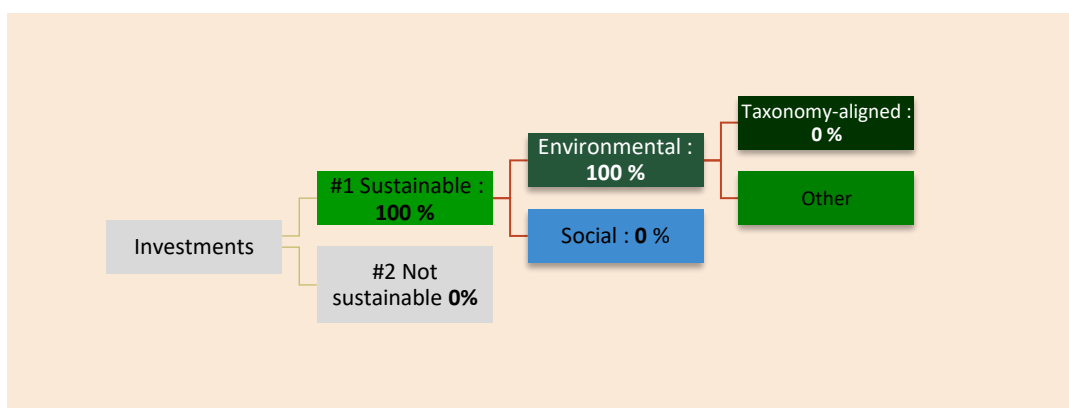 Investments
#1 Sustainable :
100 %
#2 Not
sustainable 0%
Environmental :
100 %
Social : 0 %
Taxonomy-aligned :
0 %
Other